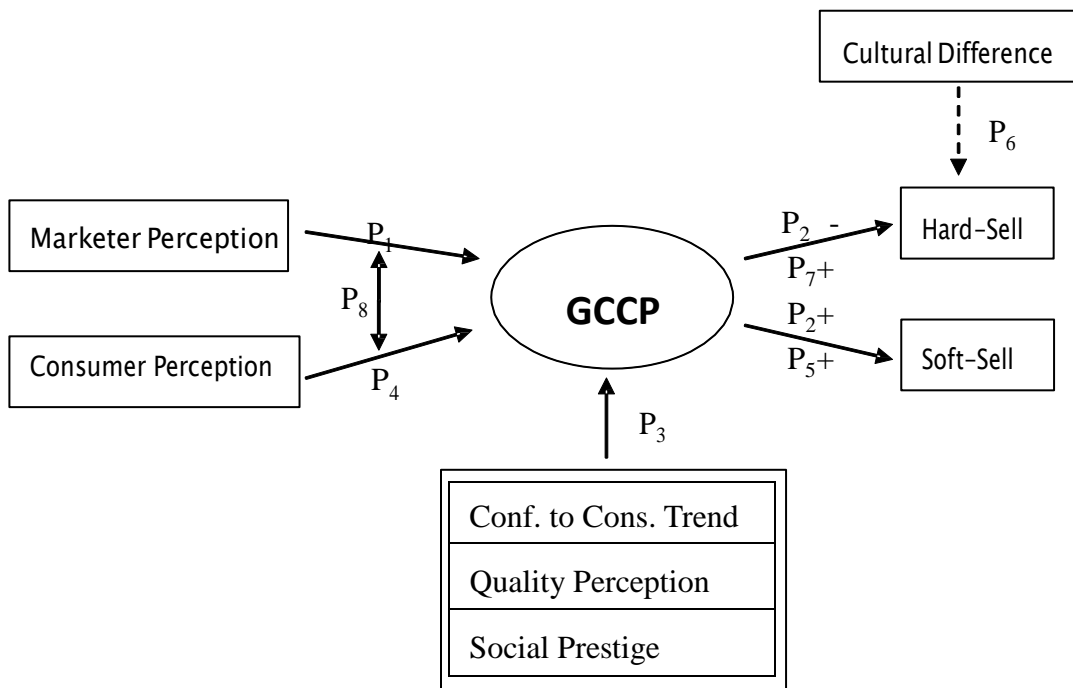 Cultural Difference
P₆
Marketer Perception
P₁
P₂ -
Hard-Sell
P₇+
P₈
GCCP
P₂+
Consumer Perception
P₄
P₅+
Soft-Sell
P₃
Conf. to Cons. Trend
Quality Perception
Social Prestige